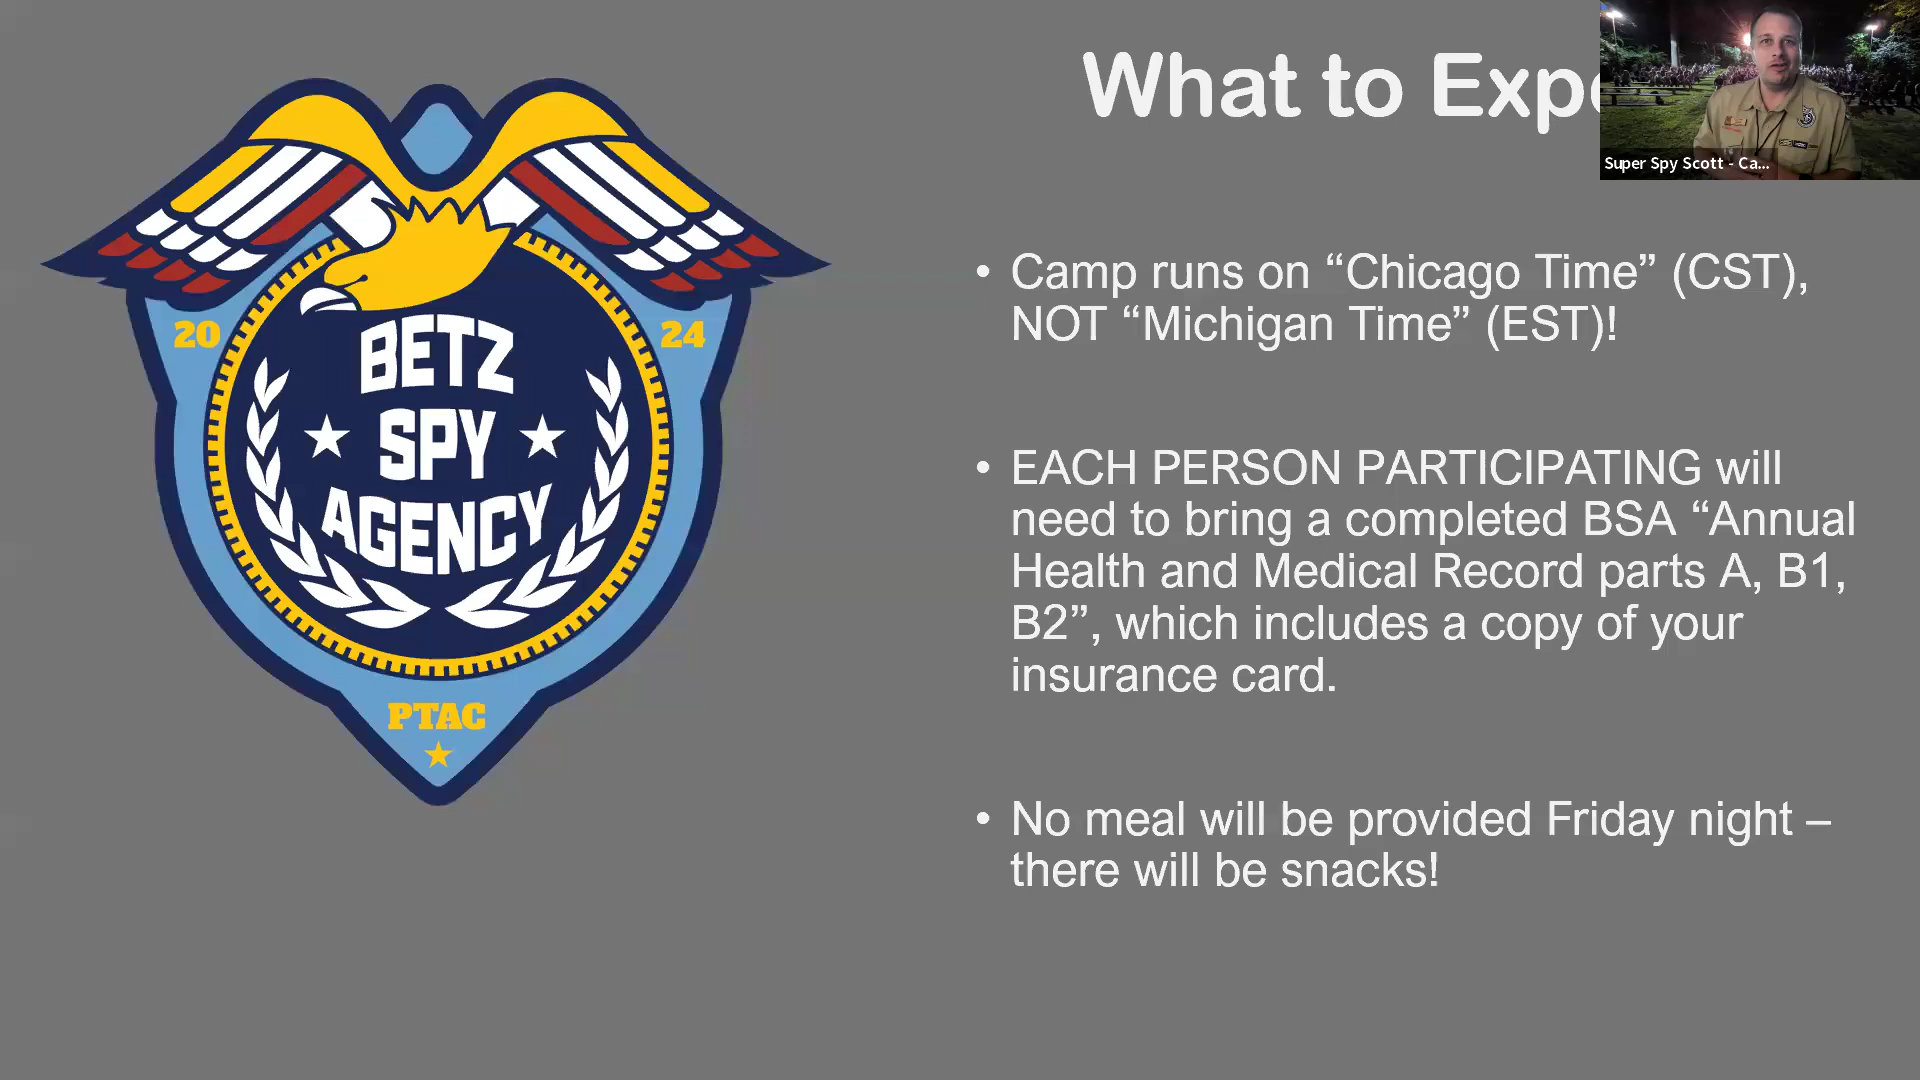 What to Exp
Super Spy Scott - Ca...
20
24
BETZ
SPY
AGENCY
PTAC
• Camp runs on “Chicago Time” (CST),
NOT “Michigan Time” (EST)!
• EACH PERSON PARTICIPATING will
need to bring a completed BSA “Annual
Health and Medical Record parts A, B1,
B2”, which includes a copy of your
insurance card.
• No meal will be provided Friday night –
there will be snacks!